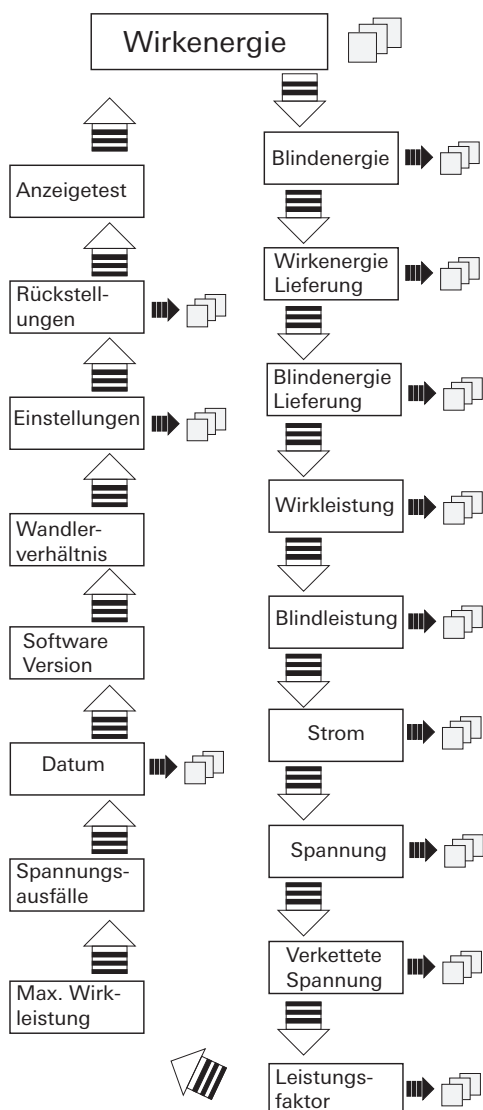 Wirkenergie
Blindenergie
Wirkenergie
Lieferung
Blindenergie
Lieferung
Wirkleistung
Blindleistung
Strom
Spannung
Verkettete
Spannung
Leistungs-
faktor
Max. Wirk-
leistung
Spannungs-
ausfälle
Datum
Software
Version
Wandler-
verhältnis
Einstellungen
Rückstell-
ungen
Anzeigetest